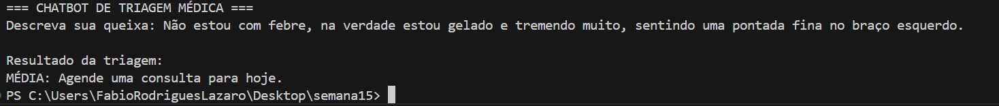 === CHATBOT DE TRIAGEM MÉDICA ===
Descreva sua queixa: Não estou com febre, na verdade estou gelado e tremendo muito, sentindo uma pontada fina no braço esquerdo.
Resultado da triagem:
MÉDIA: Agende uma consulta para hoje.
PS C:\Users\FabioRodriguesLazaro\Desktop\semana15>